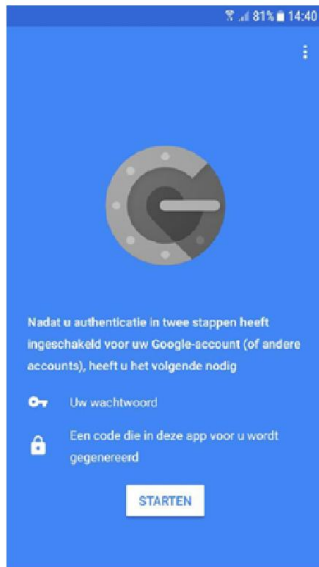 81% 14:40
Nadat u authenticatie in twee stappen heeft
ingeschakeld voor uw Google-account (of andere
accounts), heeft u het volgende nodig
Uw wachtwoord
Een code die in deze app voor u wordt
gegenereerd
STARTEN